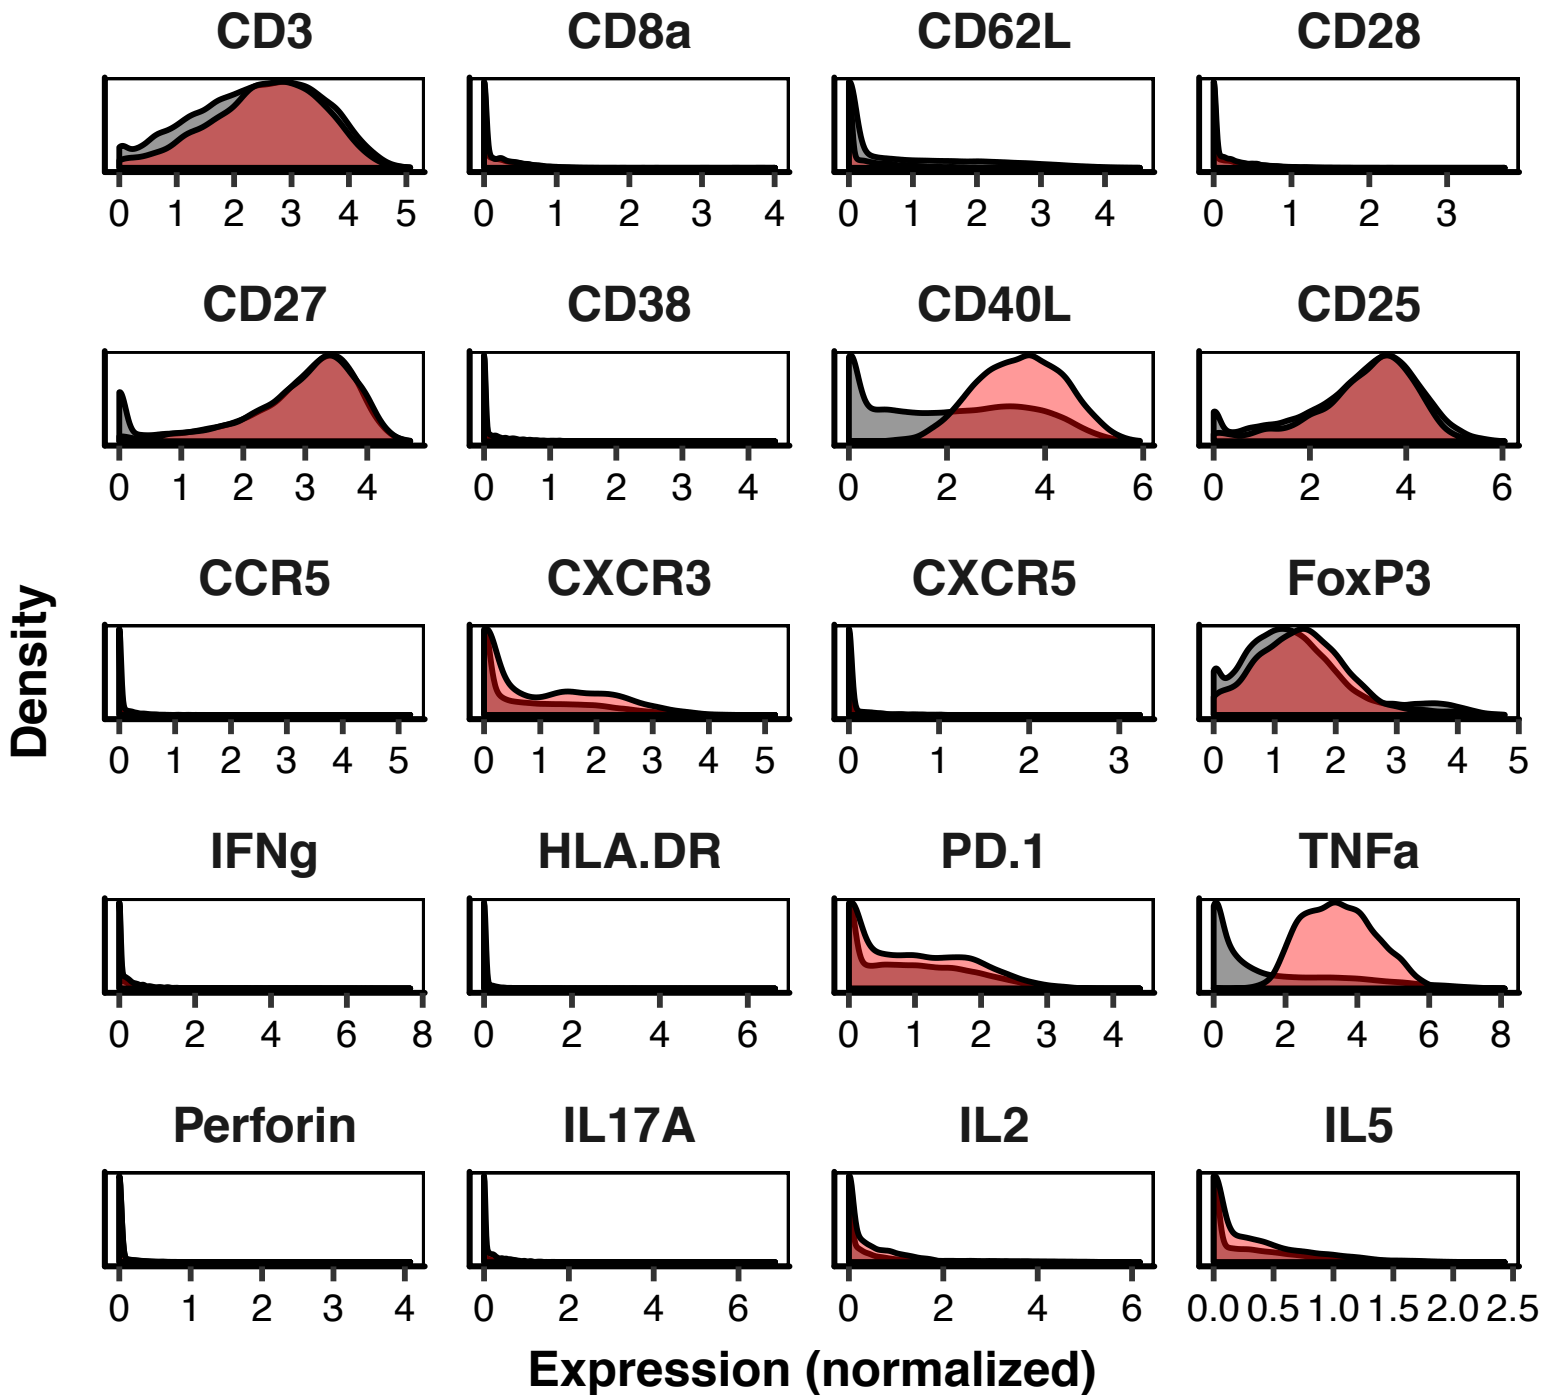 CD3 CD8a CD62L CD28
0 1 2 3 4 5 0 1 2 3 4 0 1 2 3 4 0 1 2 3
CD27 CD38 CD40L CD25
0 1 2 3 4 0 1 2 3 4 0 2 4 6 0 2 4 6
CCR5 CXCR3 CXCR5 FoxP3
0 1 2 3 4 5 0 1 2 3 4 5 0 1 2 3 0 1 2 3 4 5
Density
IFNg HLA.DR PD.1 TNFa
0 2 4 6 8 0 2 4 6 0 1 2 3 4 0 2 4 6 8
Perforin IL17A IL2 IL5
0 1 2 3 4 0 2 4 6 0 2 4 6 0.0 0.5 1.0 1.5 2.0 2.5
Expression (normalized)